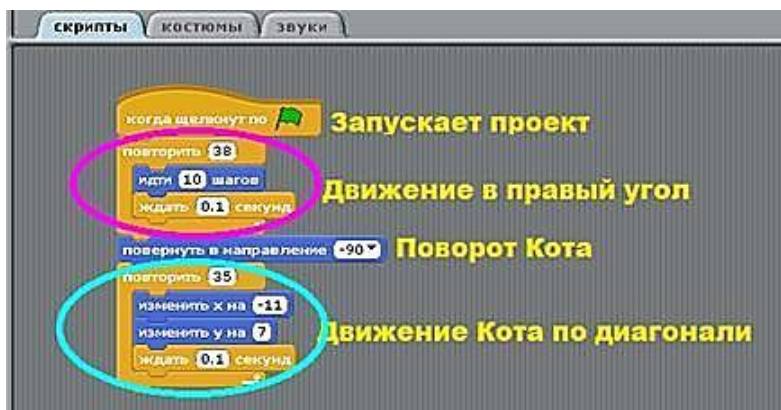 скрипты костюмы звуки
когда щелкнут по Запускает проект
повторить 38
идти 10 шагов
Движение в правый угол
ждать 0.1 секунд
повернуть в направление -90 Поворот Кота
повторить 35
изменить x на -11
изменить y на 7
Движение Кота по диагонали
ждать 0.1 секунд